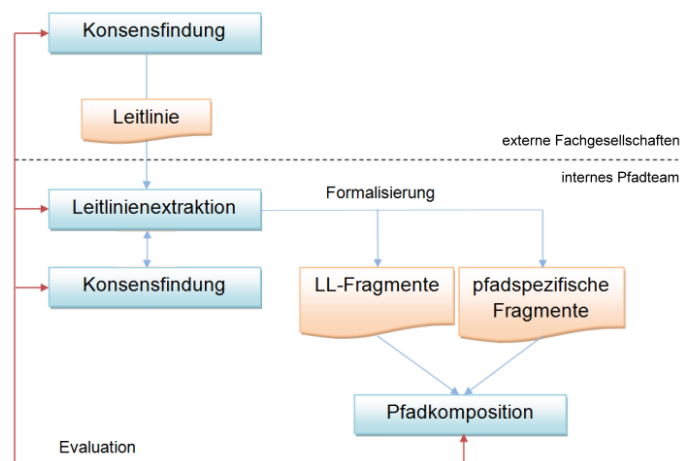 Konsensfindung
Leitlinie
externe Fachgesellschaften
internes Pfadteam
Leitlinienextraktion
Formalisierung
Konsensfindung
LL-Fragmente
pfadspezifische
Fragmente
Pfadkomposition
Evaluation